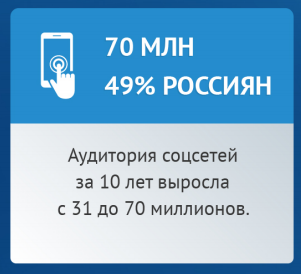 70 МЛН
49% РОССИЯН
Аудитория соцсетей
за 10 лет выросла
с 31 до 70 миллионов.